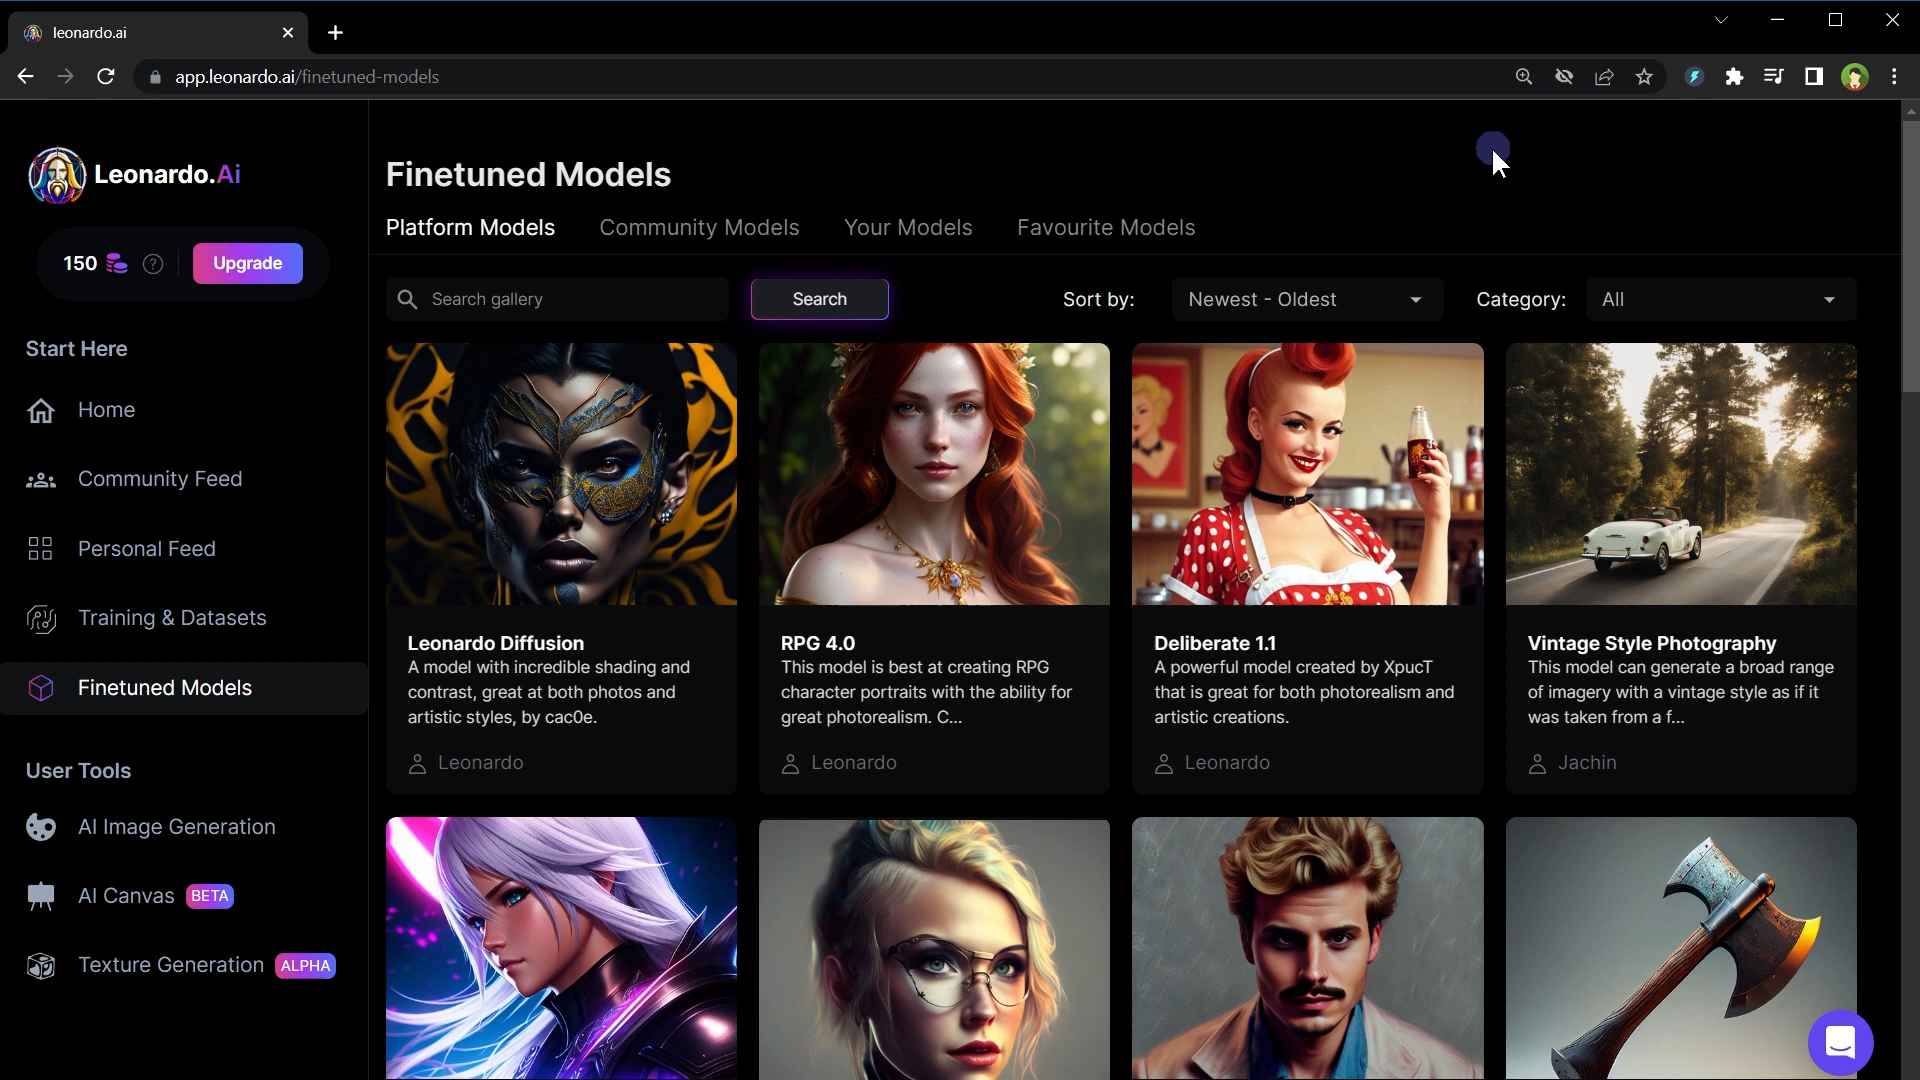 leonardo.ai
app.leonardo.ai/finetuned-models
Leonardo.Ai
150
Upgrade
Start Here
Home
Community Feed
Personal Feed
Training & Datasets
Finetuned Models
User Tools
AI Image Generation
AI Canvas BETA
Texture Generation ALPHA
Finetuned Models
Platform Models Community Models Your Models Favourite Models
Search gallery Search Sort by: Newest - Oldest Category: All
Leonardo Diffusion
A model with incredible shading and
contrast, great at both photos and
artistic styles, by cac0e.
Leonardo
RPG 4.0
This model is best at creating RPG
character portraits with the ability for
great photorealism. C...
Leonardo
Deliberate 1.1
A powerful model created by XpucT
that is great for both photorealism and
artistic creations.
Leonardo
Vintage Style Photography
This model can generate a broad range
of imagery with a vintage style as if it
was taken from a f...
Jachin